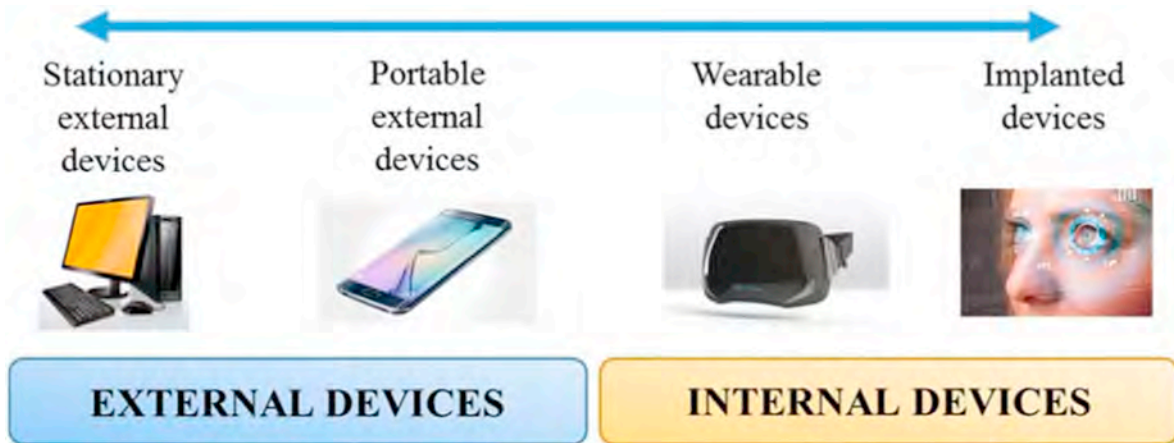 Stationary
external
devices
Portable
external
devices
Wearable
devices
Implanted
devices
EXTERNAL DEVICES
INTERNAL DEVICES